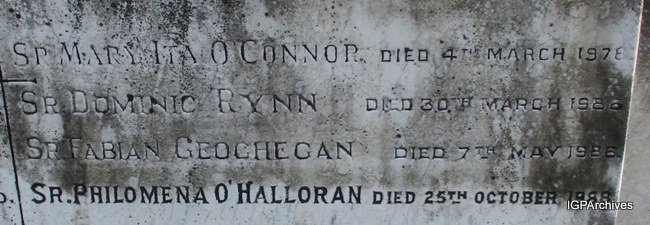 SR. MARY ITA O'CONNOR DIED 4TH MARCH 1978
SR. DOMINIC RYNN DIED 30TH MARCH 1986
SR. FABIAN GEOGHEGAN DIED 7TH MAY 1986
SR. PHILOMENA O'HALLORAN DIED 25TH OCTOBER
IGPArchives